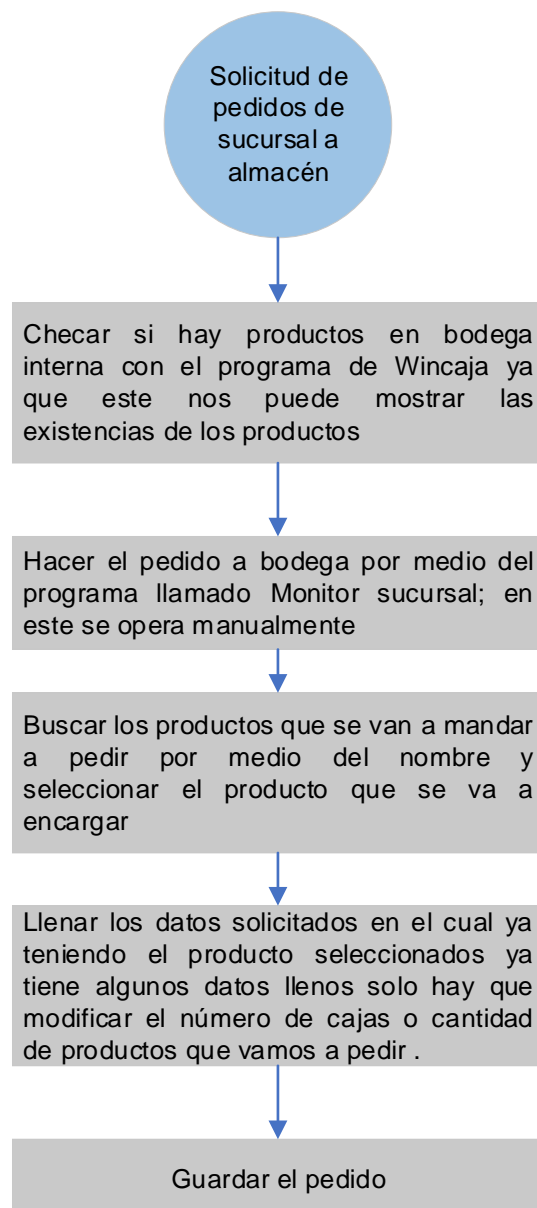 Solicitud de
pedidos de
sucursal a
almacén
Checar si hay productos en bodega
interna con el programa de Wincaja ya
que este nos puede mostrar las
existencias de los productos
Hacer el pedido a bodega por medio del
programa llamado Monitor sucursal; en
este se opera manualmente
Buscar los productos que se van a mandar
a pedir por medio del nombre y
seleccionar el producto que se va a
encargar
Llenar los datos solicitados en el cual ya
teniendo el producto seleccionados ya
tiene algunos datos llenos solo hay que
modificar el número de cajas o cantidad
de productos que vamos a pedir .
Guardar el pedido